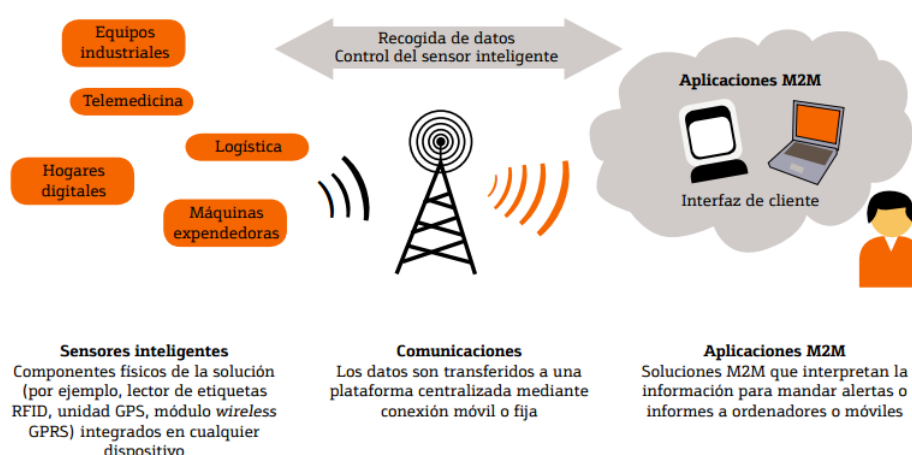 Equipos
industriales
Telemedicina
Logística
Hogares
digitales
Máquinas
expendedoras
Recogida de datos
Control del sensor inteligente
Aplicaciones M2M
Interfaz de cliente
Sensores inteligentes
Componentes físicos de la solución
(por ejemplo, lector de etiquetas
RFID, unidad GPS, módulo wireless
GPRS) integrados en cualquier
dispositivo
Comunicaciones
Los datos son transferidos a una
plataforma centralizada mediante
conexión móvil o fija
Aplicaciones M2M
Soluciones M2M que interpretan la
información para mandar alertas o
informes a ordenadores o móviles